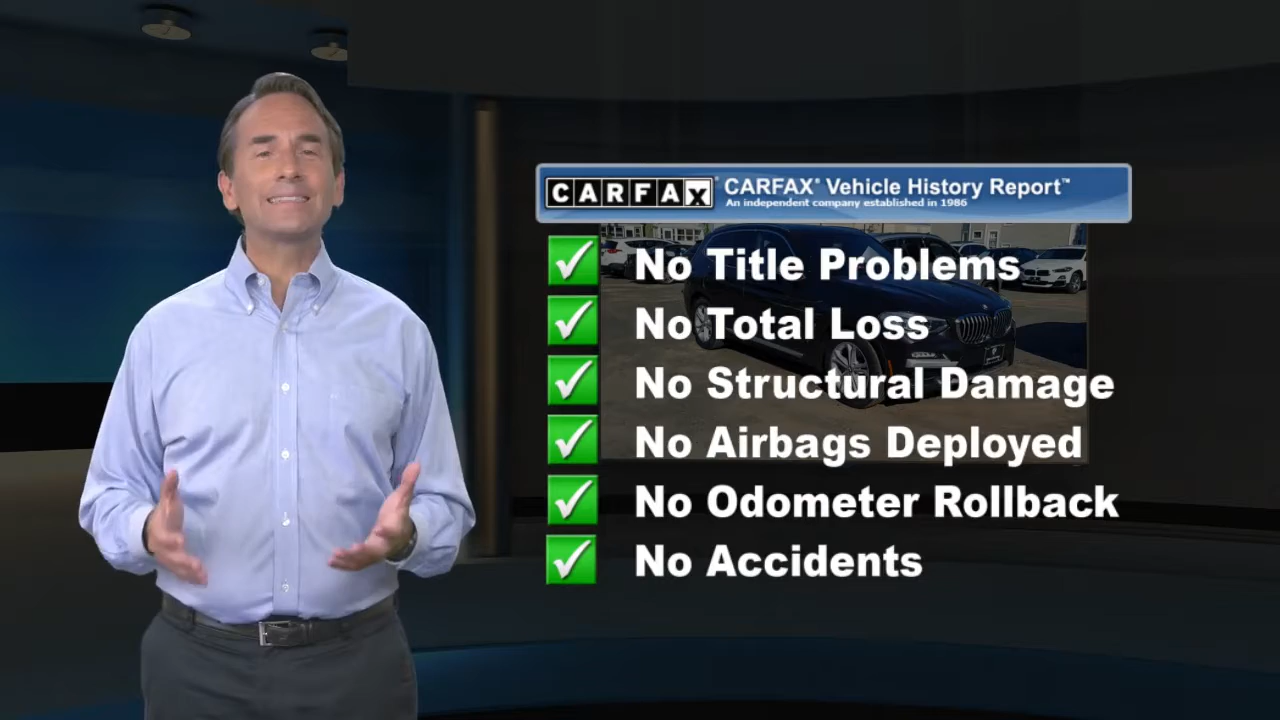 CARFAX® CARFAX® Vehicle History Report™
An independent company established in 1986
No Title Problems
No Total Loss
No Structural Damage
No Airbags Deployed
No Odometer Rollback
No Accidents